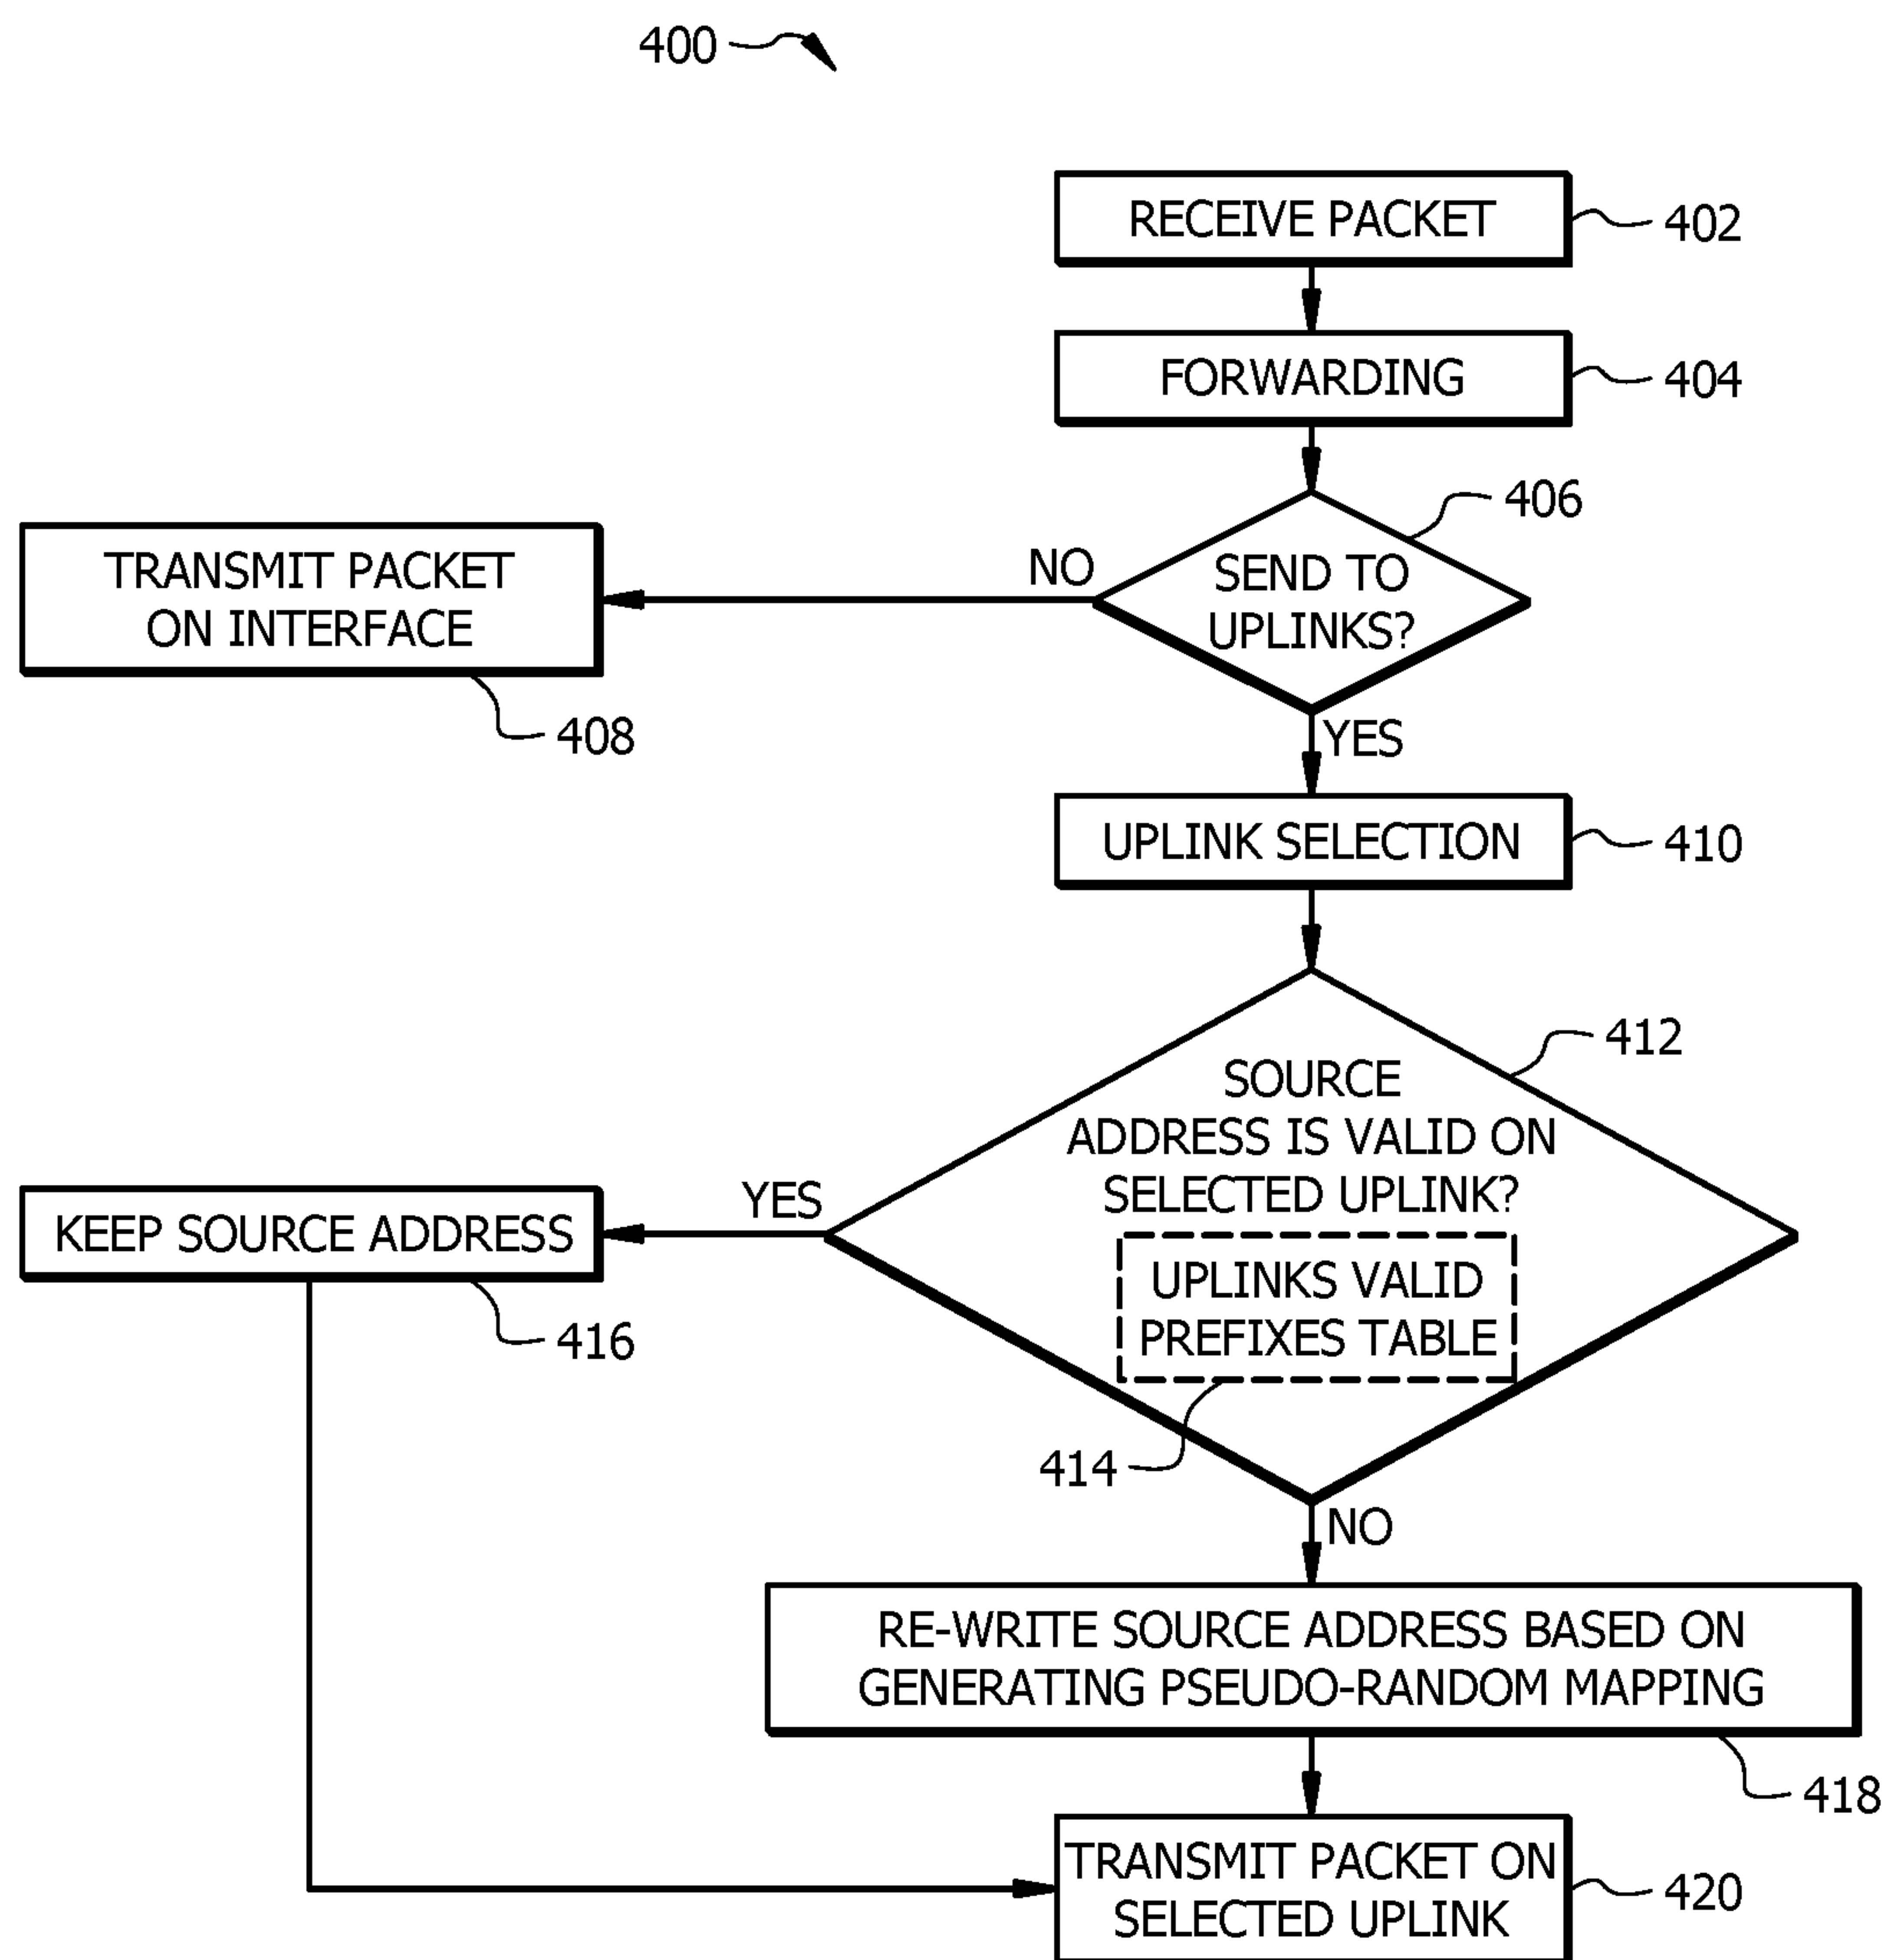 400
RECEIVE PACKET
402
FORWARDING
404
406
SEND TO
UPLINKS?
NO
TRANSMIT PACKET
ON INTERFACE
408
YES
UPLINK SELECTION
410
412
SOURCE
ADDRESS IS VALID ON
SELECTED UPLINK?
UPLINKS VALID
PREFIXES TABLE
414
YES
KEEP SOURCE ADDRESS
416
NO
RE-WRITE SOURCE ADDRESS BASED ON
GENERATING PSEUDO-RANDOM MAPPING
418
TRANSMIT PACKET ON
SELECTED UPLINK
420